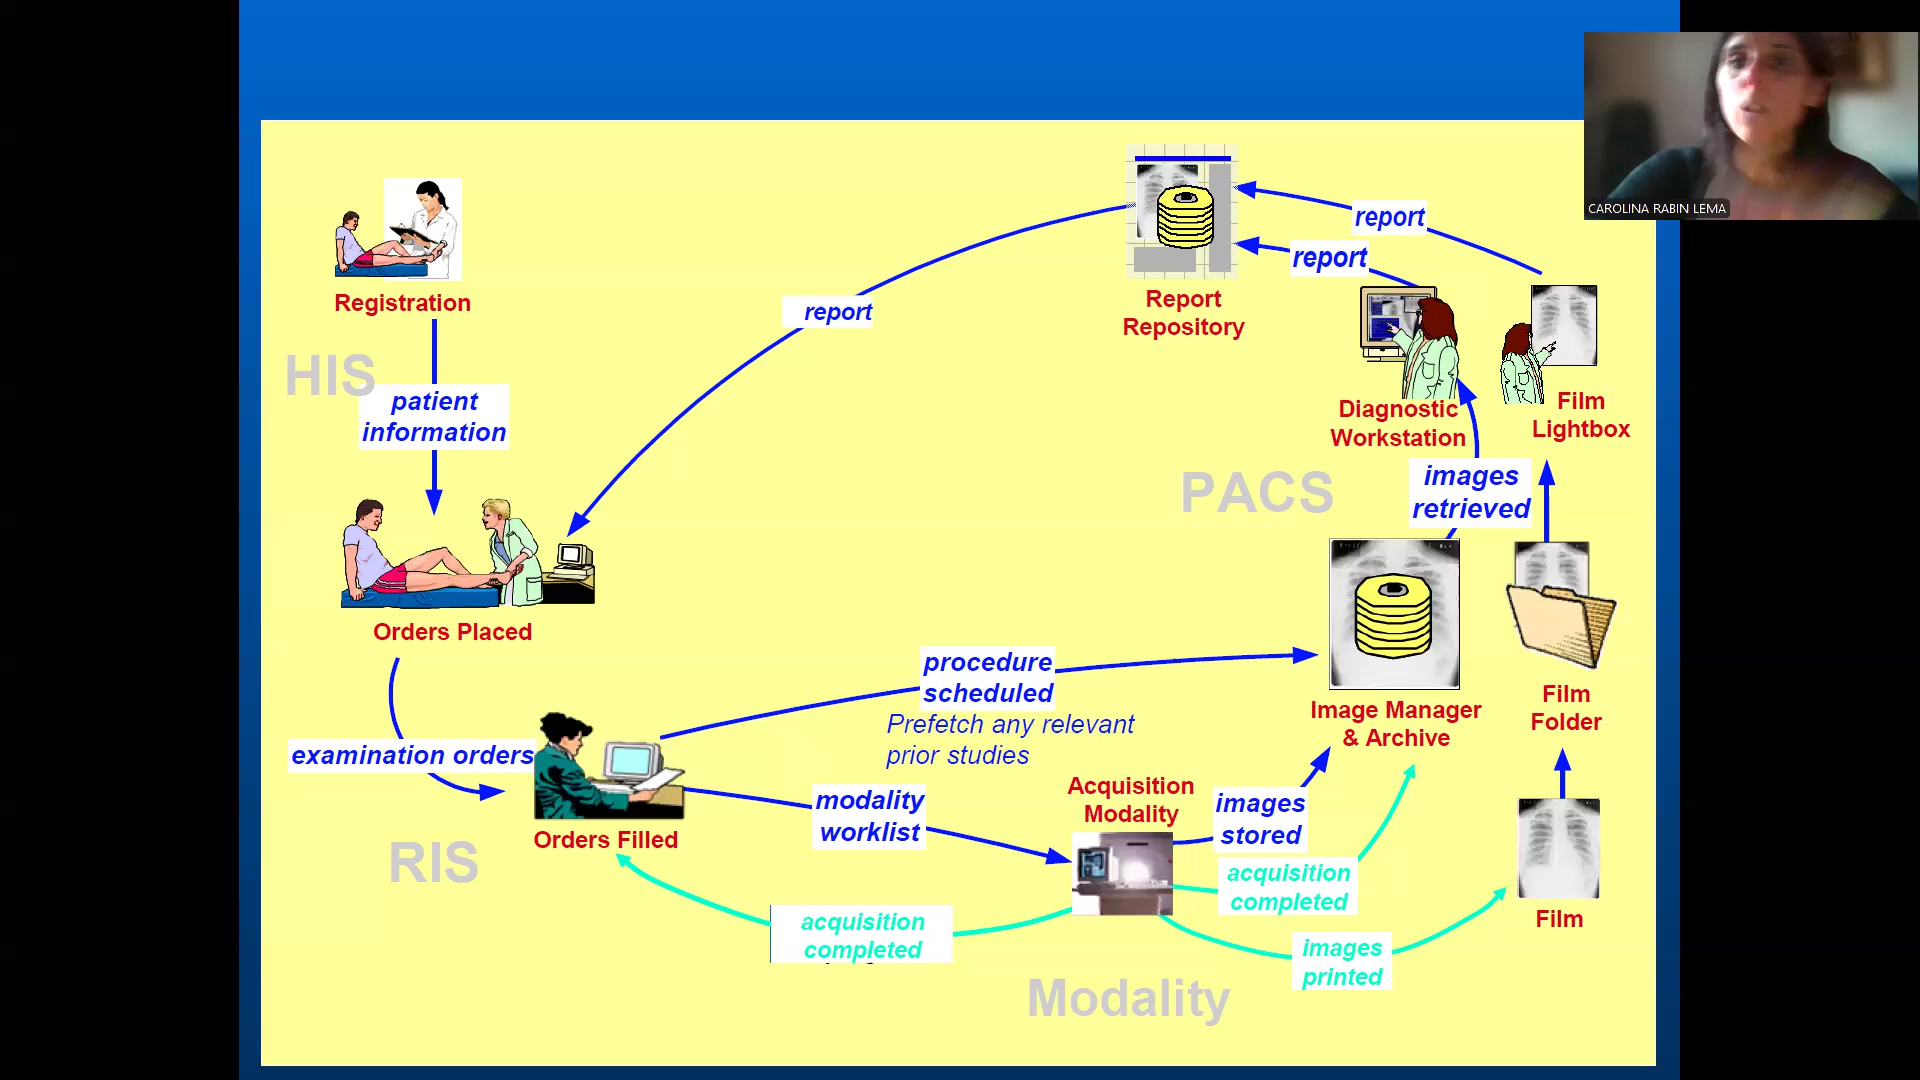 CAROLINA RABIN LEMA
Registration
HIS
patient
information
Orders Placed
examination orders
Orders Filled
RIS
report
Report
Repository
report
report
Diagnostic
Workstation
Film
Lightbox
PACS
images
retrieved
procedure
scheduled
Prefetch any relevant
prior studies
Image Manager
& Archive
Film
Folder
modality
worklist
Acquisition
Modality
images
stored
acquisition
completed
acquisition
completed
images
printed
Film
Modality